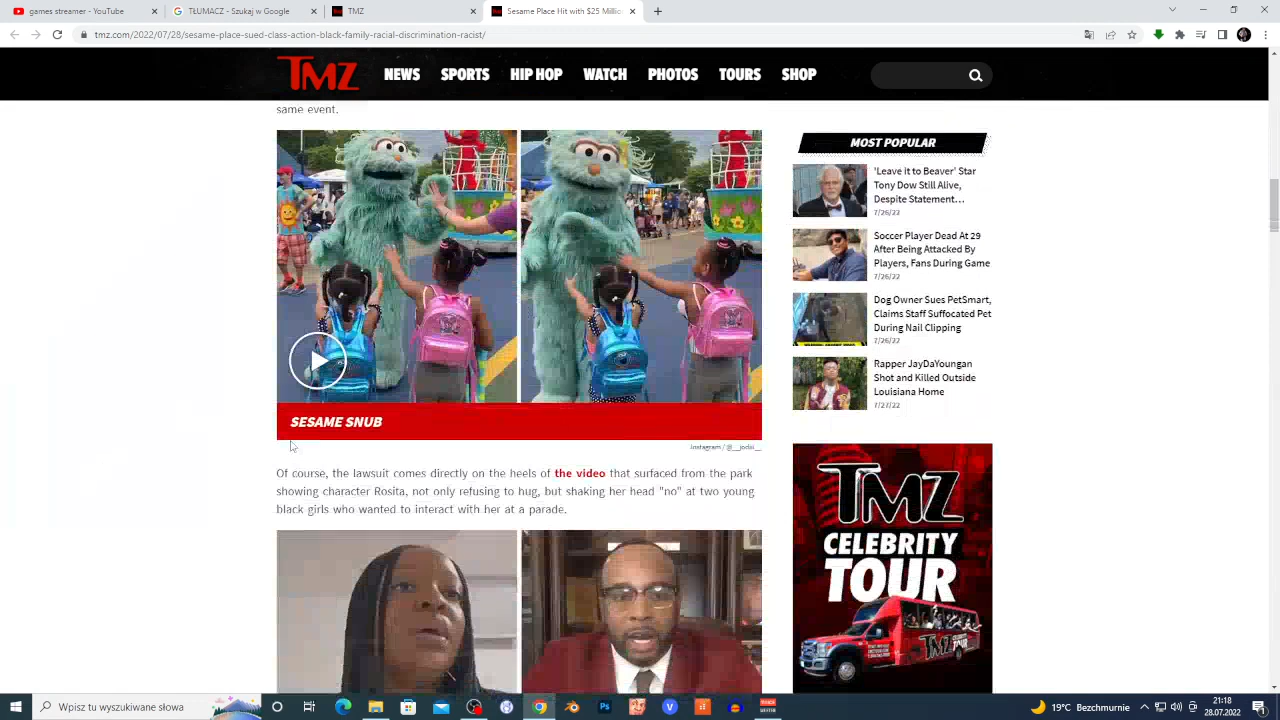 games streamer - YouTube
TŁUMACZ - Szukaj w Google
TMZ
Sesame Place Hit with $25 Millio
tmz.com/2022/07/28/sesame-place-sued-class-action-black-family-racial-discrimination-racist/
TMZ NEWS SPORTS HIP HOP WATCH PHOTOS TOURS SHOP
same event.
MOST POPULAR
'Leave it to Beaver' Star
Tony Dow Still Alive,
Despite Statement…
7/26/22
Soccer Player Dead At 29
After Being Attacked By
Players, Fans During Game
7/26/22
Dog Owner Sues PetSmart,
Claims Staff Suffocated Pet
During Nail Clipping
7/26/22
Rapper JayDaYoungan
Shot and Killed Outside
Louisiana Home
7/27/22
SESAME SNUB
Of course, the lawsuit comes directly on the heels of the video that surfaced from the park
showing character Rosita, not only refusing to hug, but shaking her head "no" at two young
black girls who wanted to interact with her at a parade.
TMZ
CELEBRITY
TOUR
TMZ
Wpisz tu wyszukiwane słowa
19°C Bezchmurnie
21:18
28.07.2022